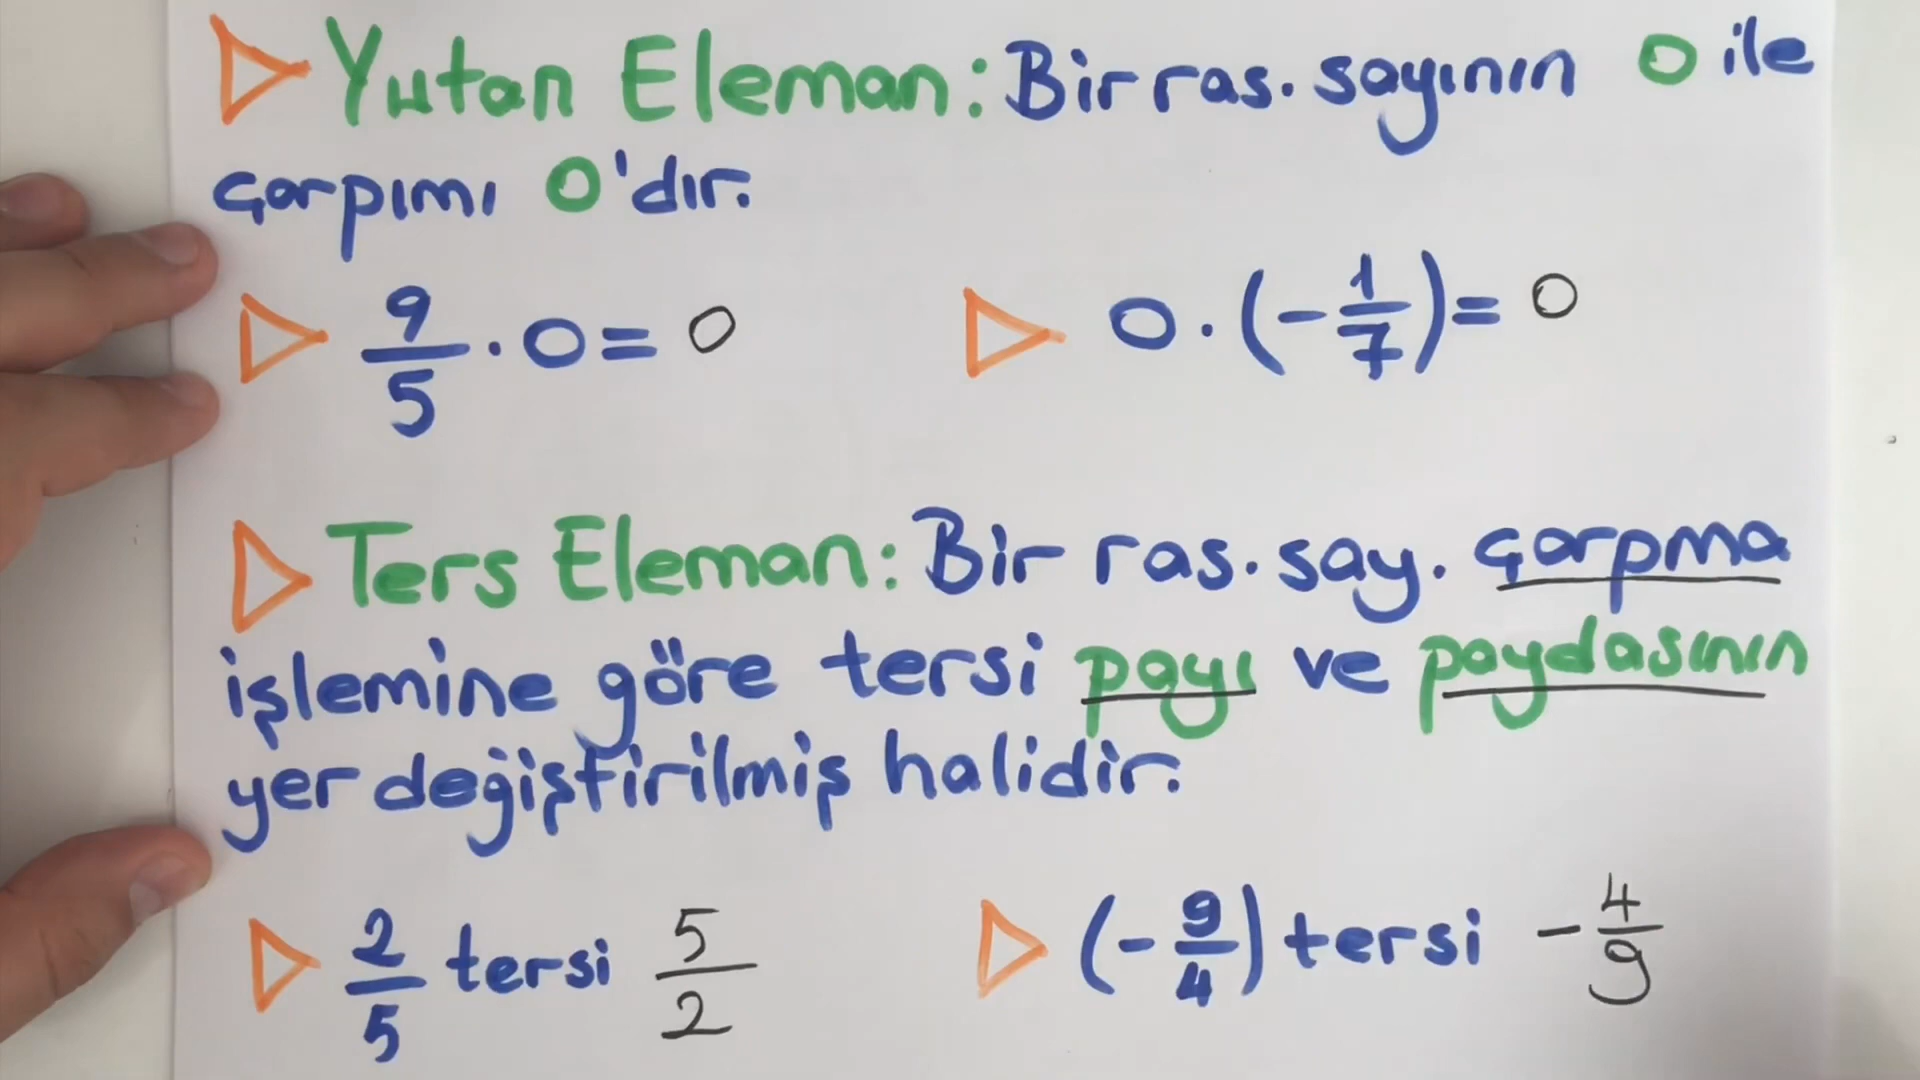 Yutan Eleman: Bir ras. sayının 0 ile
çarpımı 0'dır.
9/5 · 0 = 0
0 · (-1/7) = 0
Ters Eleman: Bir ras. say. çarpma
işlemine göre tersi payı ve paydasının
yer değiştirilmiş halidir.
2/5 tersi 5/2
(-9/4) tersi -4/9